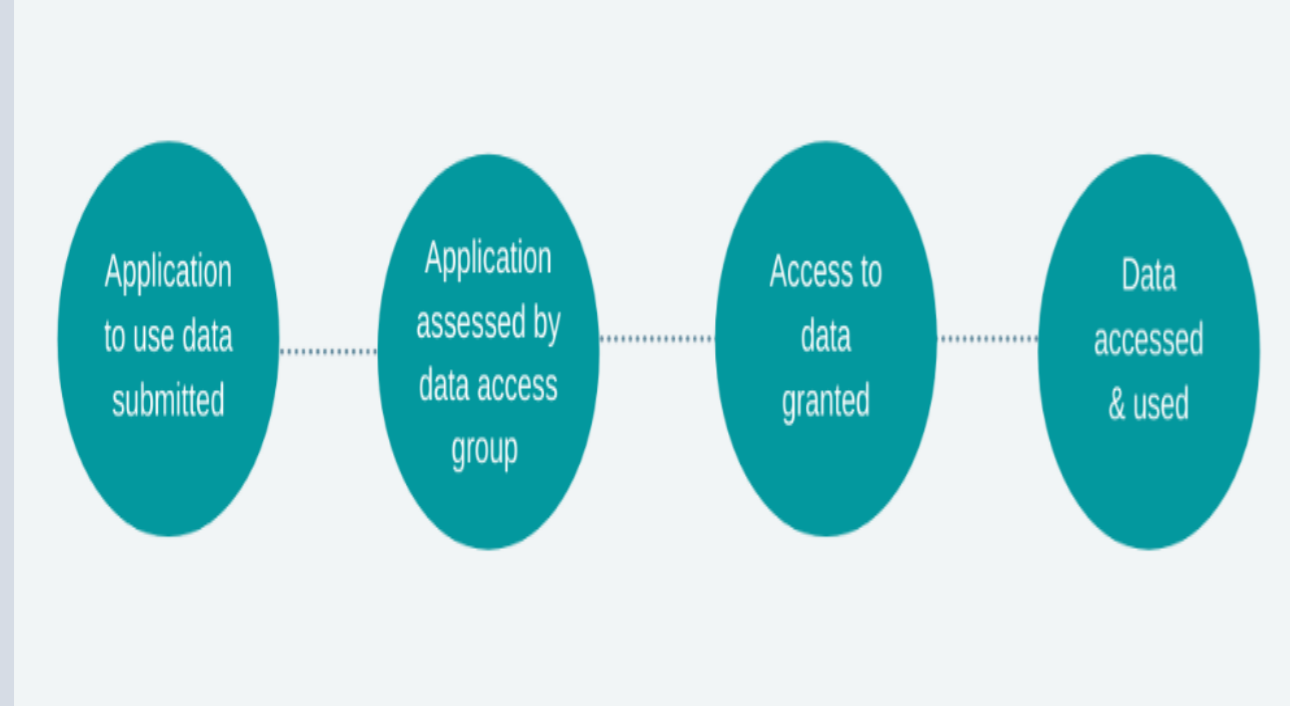 Application
to use data
submitted
Application
assessed by
data access
group
Access to
data
granted
Data
accessed
& used